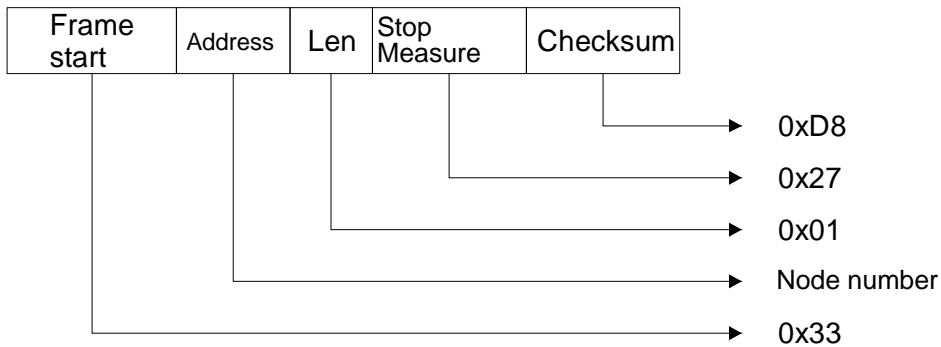 Frame
start
Address
Len
Stop
Measure
Checksum
0xD8
0x27
0x01
Node number
0x33